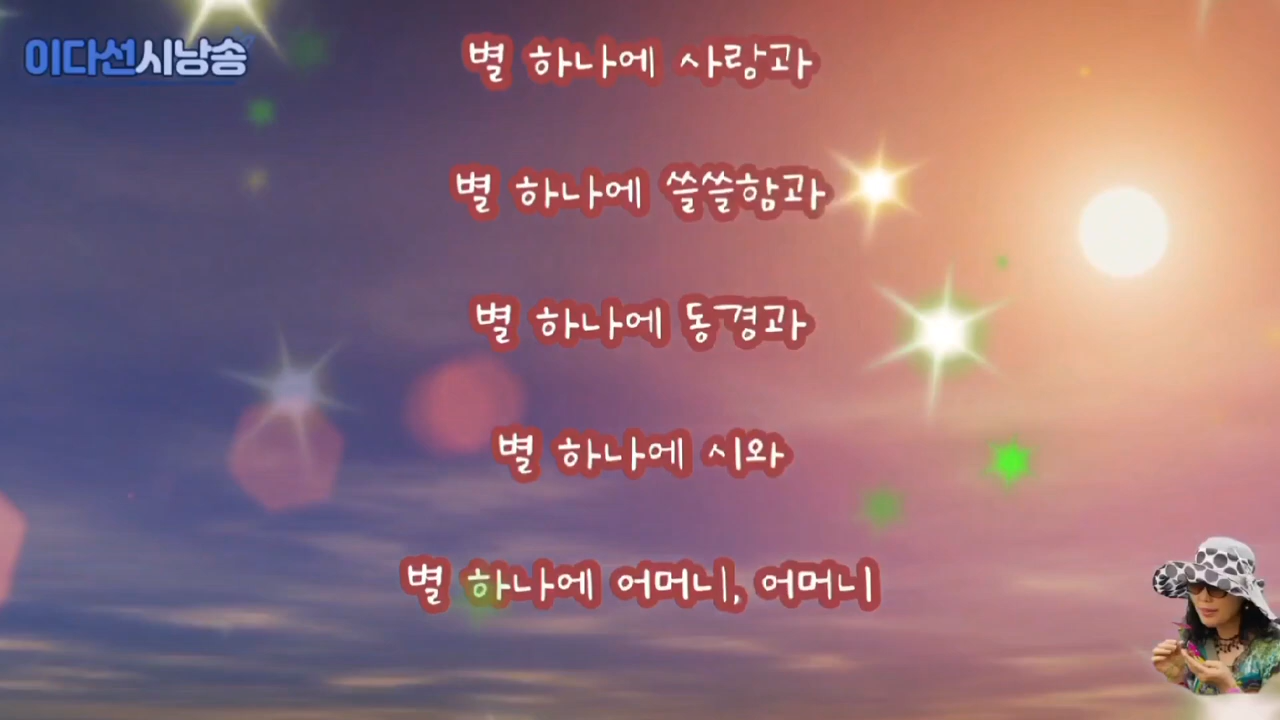 이다선시낭송
별 하나에 사랑과
별 하나에 쓸쓸함과
별 하나에 동경과
별 하나에 시와
별 하나에 어머니, 어머니